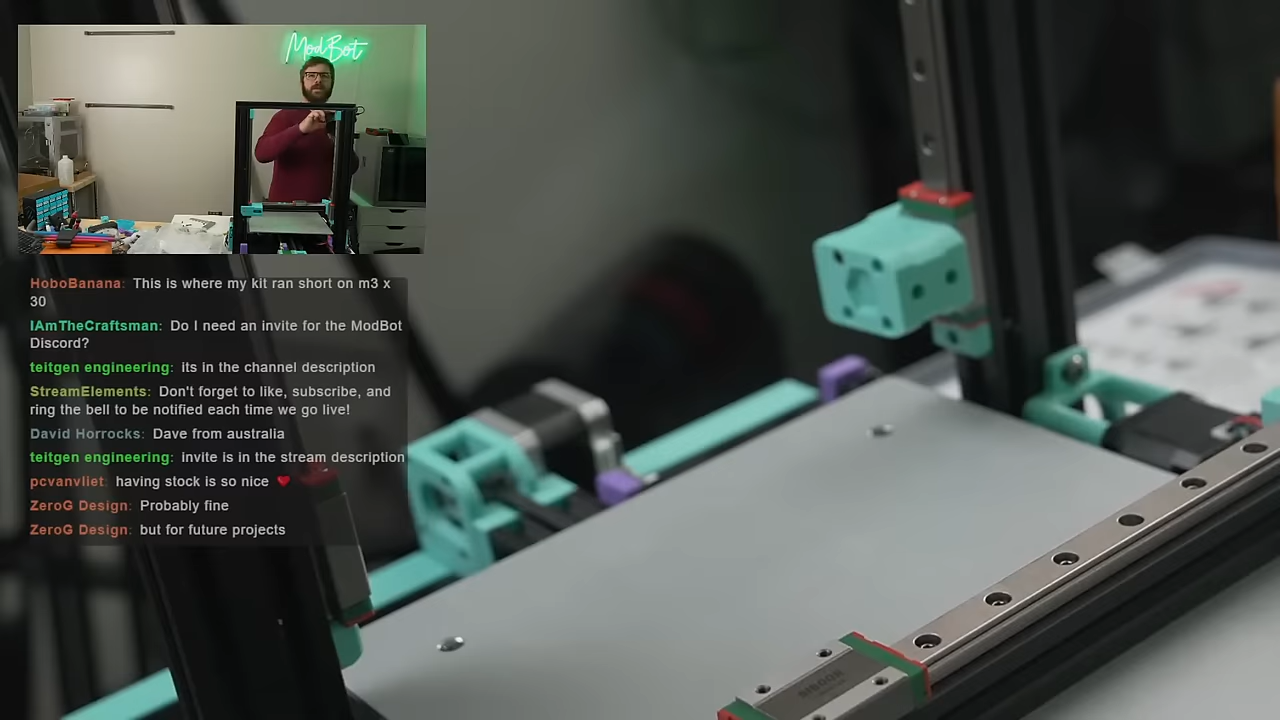 ModBot
HoboBanana: This is where my kit ran short on m3 x
30
IAmTheCraftsman: Do I need an invite for the ModBot
Discord?
teitgen engineering: its in the channel description
StreamElements: Don't forget to like, subscribe, and
ring the bell to be notified each time we go live!
David Horrocks: Dave from australia
teitgen engineering: invite is in the stream description
pcvanvliet: having stock is so nice ❤
ZeroG Design: Probably fine
ZeroG Design: but for future projects